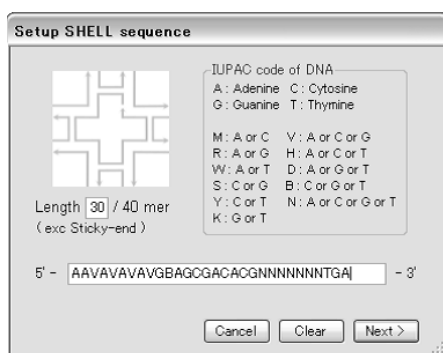 Setup SHELL sequence
IUPAC code of DNA
A : Adenine C : Cytosine
G : Guanine T : Thymine
M : A or C V : A or C or G
R : A or G H : A or C or T
W : A or T D : A or G or T
S : C or G B : C or G or T
Y : C or T N : A or C or G or T
K : G or T
Length 30 / 40 mer
( exc Sticky-end )
5' - AAVAVAVAVGBAGCGACACGNNNNNNNTGA - 3'
Cancel Clear Next >